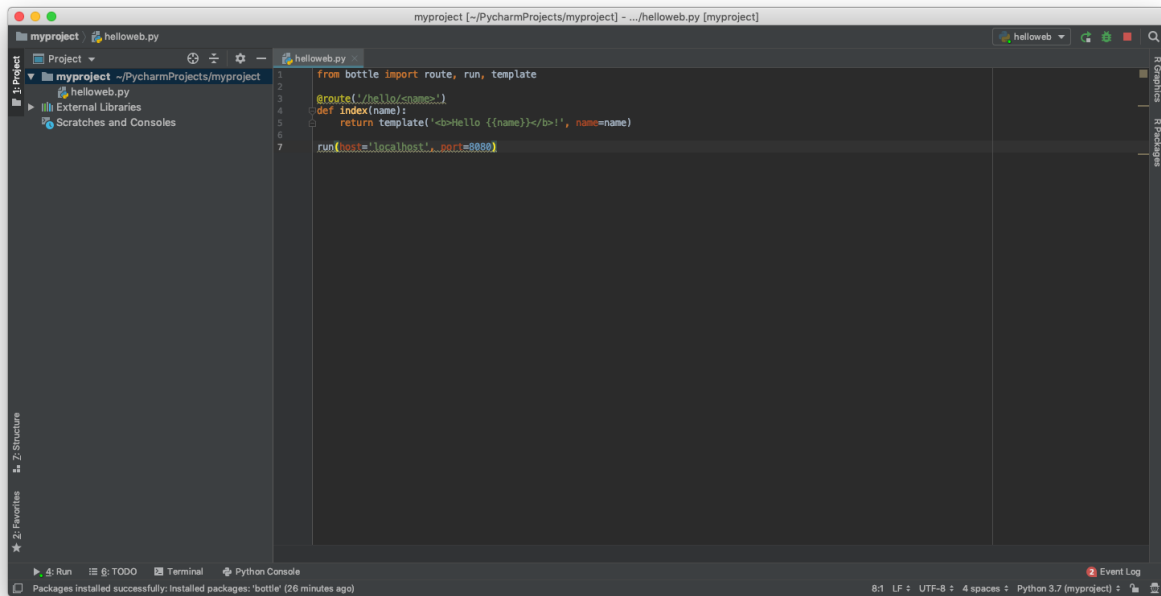 myproject [~/PycharmProjects/myproject] - .../helloweb.py [myproject]
myproject helloweb.py
helloweb
1: Project
Project
helloweb.py
myproject ~/PycharmProjects/myproject
helloweb.py
External Libraries
Scratches and Consoles
1 from bottle import route, run, template
2
3 @route('/hello/<name>')
4 def index(name):
5 return template('<b>Hello {{name}}</b>!', name=name)
6
7 run(host='localhost', port=8080)
R Graphics
R Packages
7: Structure
2: Favorites
4: Run 6: TODO Terminal Python Console
2 Event Log
Packages installed successfully: Installed packages: 'bottle' (26 minutes ago)
8:1 LF UTF-8 4 spaces Python 3.7 (myproject)